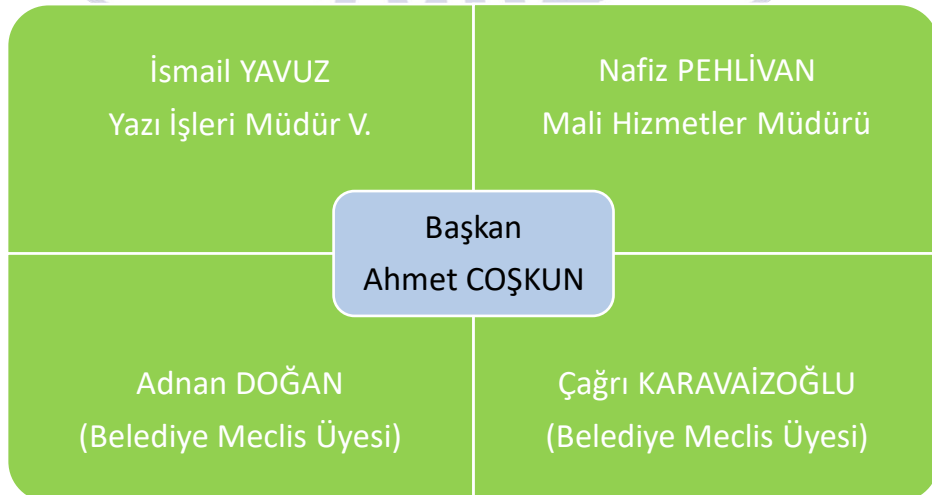 İsmail YAVUZ
Yazı İşleri Müdür V.
Nafiz PEHLİVAN
Mali Hizmetler Müdürü
Başkan
Ahmet COŞKUN
Adnan DOĞAN
(Belediye Meclis Üyesi)
Çağrı KARAVAİZOĞLU
(Belediye Meclis Üyesi)